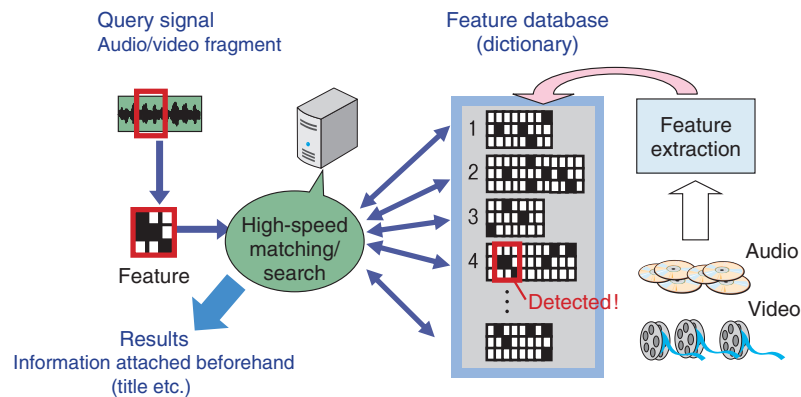 Query signal
Audio/video fragment
Feature database
(dictionary)
Feature
extraction
1
2
3
4
High-speed
matching/
search
Feature
Detected!
Audio
Video
Results
Information attached beforehand
(title etc.)